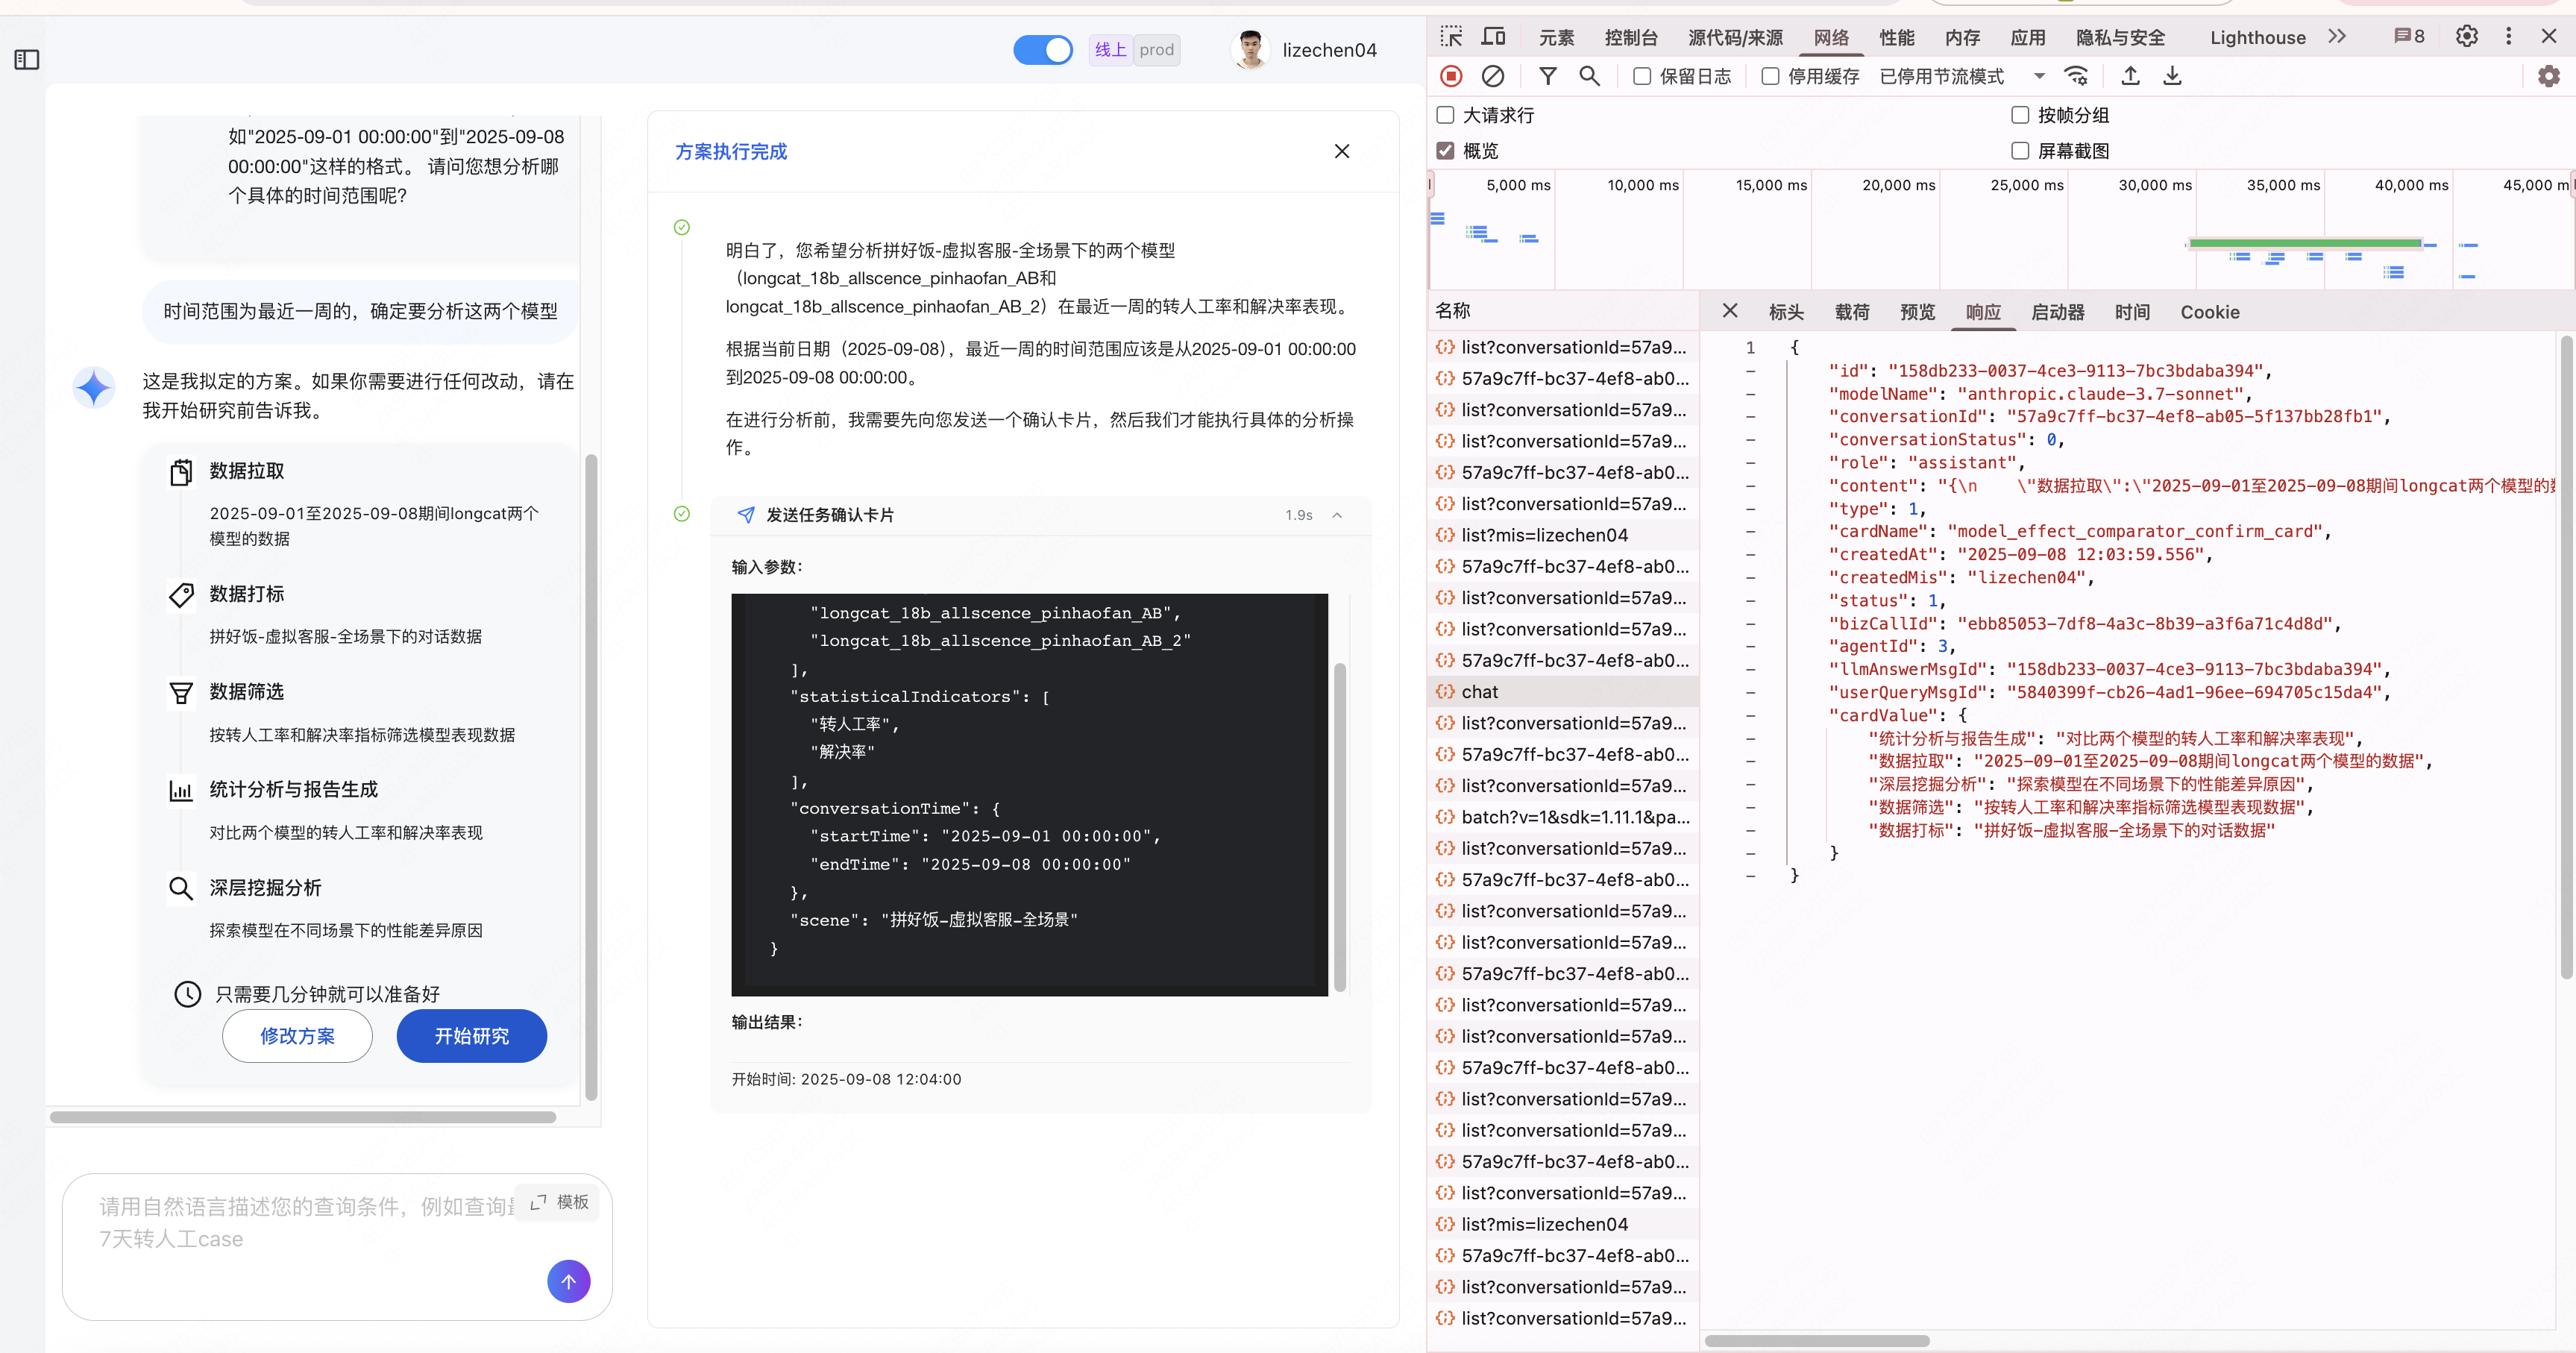 线上 prod
lizechen04
如"2025-09-01 00:00:00"到"2025-09-08
00:00:00"这样的格式。 请问您想分析哪
个具体的时间范围呢?
时间范围为最近一周的，确定要分析这两个模型
这是我拟定的方案。如果你需要进行任何改动，请在
我开始研究前告诉我。
数据拉取
2025-09-01至2025-09-08期间longcat两个
模型的数据
数据打标
拼好饭-虚拟客服-全场景下的对话数据
数据筛选
按转人工率和解决率指标筛选模型表现数据
统计分析与报告生成
对比两个模型的转人工率和解决率表现
深层挖掘分析
探索模型在不同场景下的性能差异原因
只需要几分钟就可以准备好
修改方案
开始研究
请用自然语言描述您的查询条件，例如查询
7天转人工case
模板
方案执行完成
明白了，您希望分析拼好饭-虚拟客服-全场景下的两个模型
（longcat_18b_allscence_pinhaofan_AB和
longcat_18b_allscence_pinhaofan_AB_2）在最近一周的转人工率和解决率表现。
根据当前日期（2025-09-08），最近一周的时间范围应该是从2025-09-01 00:00:00
到2025-09-08 00:00:00。
在进行分析前，我需要先向您发送一个确认卡片，然后我们才能执行具体的分析操
作。
发送任务确认卡片
1.9s
输入参数：
"longcat_18b_allscence_pinhaofan_AB",
"longcat_18b_allscence_pinhaofan_AB_2"
],
"statisticalIndicators": [
"转人工率",
"解决率"
],
"conversationTime": {
"startTime": "2025-09-01 00:00:00",
"endTime": "2025-09-08 00:00:00"
},
"scene": "拼好饭-虚拟客服-全场景"
}
输出结果：
开始时间: 2025-09-08 12:04:00
元素 控制台 源代码/来源 网络 性能 内存 应用 隐私与安全 Lighthouse
8
保留日志 停用缓存 已停用节流模式
大请求行
按帧分组
概览
屏幕截图
5,000 ms 10,000 ms 15,000 ms 20,000 ms 25,000 ms 30,000 ms 35,000 ms 40,000 ms 45,000 m
名称
list?conversationId=57a9...
57a9c7ff-bc37-4ef8-ab0...
list?conversationId=57a9...
list?conversationId=57a9...
57a9c7ff-bc37-4ef8-ab0...
list?conversationId=57a9...
list?mis=lizechen04
57a9c7ff-bc37-4ef8-ab0...
list?conversationId=57a9...
list?conversationId=57a9...
57a9c7ff-bc37-4ef8-ab0...
chat
list?conversationId=57a9...
57a9c7ff-bc37-4ef8-ab0...
list?conversationId=57a9...
batch?v=1&sdk=1.11.1&pa...
list?conversationId=57a9...
57a9c7ff-bc37-4ef8-ab0...
list?conversationId=57a9...
list?conversationId=57a9...
57a9c7ff-bc37-4ef8-ab0...
list?conversationId=57a9...
list?conversationId=57a9...
57a9c7ff-bc37-4ef8-ab0...
list?conversationId=57a9...
list?conversationId=57a9...
57a9c7ff-bc37-4ef8-ab0...
list?conversationId=57a9...
list?mis=lizechen04
57a9c7ff-bc37-4ef8-ab0...
list?conversationId=57a9...
list?conversationId=57a9...
标头 载荷 预览 响应 启动器 时间 Cookie
1 {
"id": "158db233-0037-4ce3-9113-7bc3bdaba394",
"modelName": "anthropic.claude-3.7-sonnet",
"conversationId": "57a9c7ff-bc37-4ef8-ab05-5f137bb28fb1",
"conversationStatus": 0,
"role": "assistant",
"content": "{\n    \"数据拉取\":\"2025-09-01至2025-09-08期间longcat两个模型的
"type": 1,
"cardName": "model_effect_comparator_confirm_card",
"createdAt": "2025-09-08 12:03:59.556",
"createdMis": "lizechen04",
"status": 1,
"bizCallId": "ebb85053-7df8-4a3c-8b39-a3f6a71c4d8d",
"agentId": 3,
"llmAnswerMsgId": "158db233-0037-4ce3-9113-7bc3bdaba394",
"userQueryMsgId": "5840399f-cb26-4ad1-96ee-694705c15da4",
"cardValue": {
"统计分析与报告生成": "对比两个模型的转人工率和解决率表现",
"数据拉取": "2025-09-01至2025-09-08期间longcat两个模型的数据",
"深层挖掘分析": "探索模型在不同场景下的性能差异原因",
"数据筛选": "按转人工率和解决率指标筛选模型表现数据",
"数据打标": "拼好饭-虚拟客服-全场景下的对话数据"
}
}